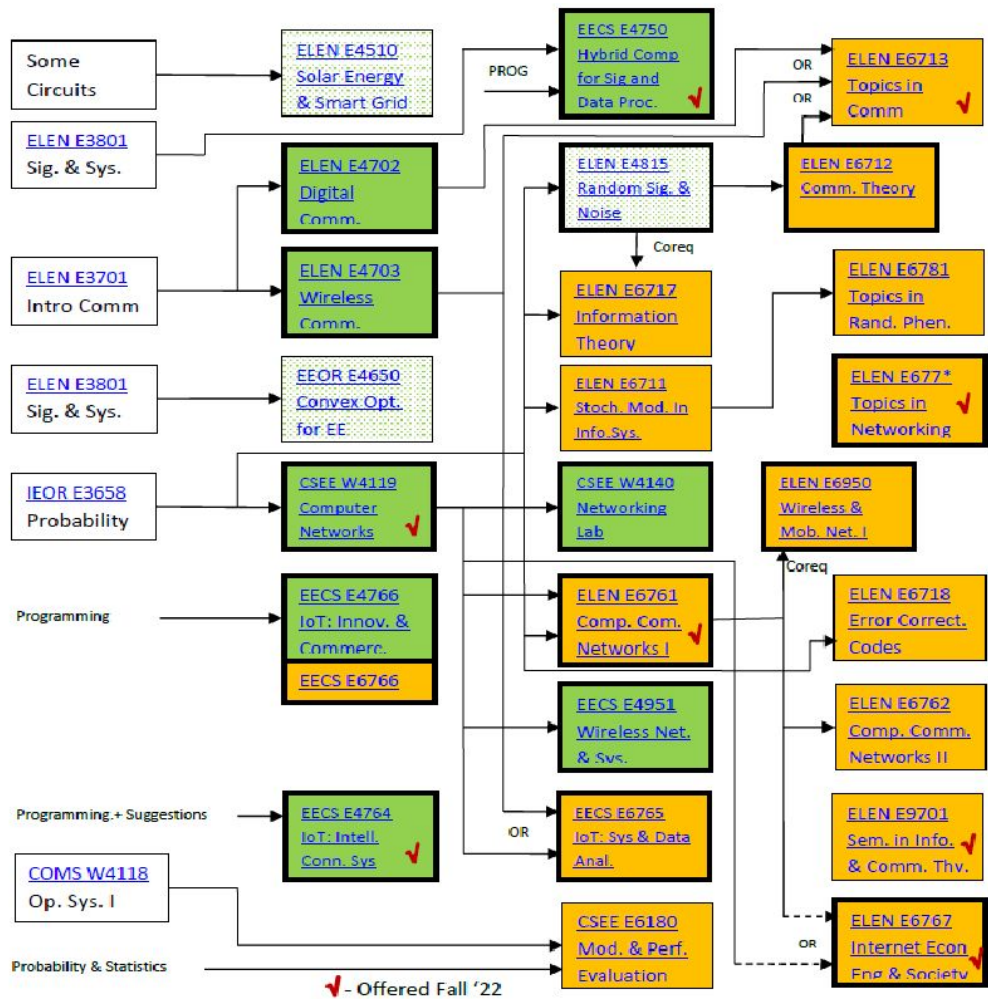 Some
Circuits
ELEN E4510
Solar Energy
& Smart Grid
PROG
EECS E4750
Hybrid Comp
for Sig and
Data Proc.
OR
OR
ELEN E6713
Topics in
Comm
ELEN E3801
Sig. & Sys.
ELEN E4702
Digital
Comm.
ELEN E4815
Random Sig. &
Noise
ELEN E6712
Comm. Theory
Coreq
ELEN E3701
Intro Comm
ELEN E4703
Wireless
Comm.
ELEN E6717
Information
Theory
ELEN E6781
Topics in
Rand. Phen.
ELEN E3801
Sig. & Sys.
EEOR E4650
Convex Opt.
for EE
ELEN E6711
Stoch. Mod. In
Info.Sys.
ELEN E677*
Topics in
Networking
IEOR E3658
Probability
CSEE W4119
Computer
Networks
CSEE W4140
Networking
Lab
ELEN E6950
Wireless &
Mob. Net. I
Coreq
Programming
EECS E4766
IoT: Innov. &
Commerc.
EECS E6766
ELEN E6761
Comp. Com.
Networks I
ELEN E6718
Error Correct.
Codes
EECS E4951
Wireless Net.
& Sys.
ELEN E6762
Comp. Comm.
Networks II
Programming.+ Suggestions
EECS E4764
IoT: Intell.
Conn. Sys
OR
EECS E6765
IoT: Sys & Data
Anal.
ELEN E9701
Sem. in Info.
& Comm. Thy.
COMS W4118
Op. Sys. I
CSEE E6180
Mod. & Perf.
Evaluation
OR
ELEN E6767
Internet Econ
Eng & Society
Probability & Statistics
√ - Offered Fall '22